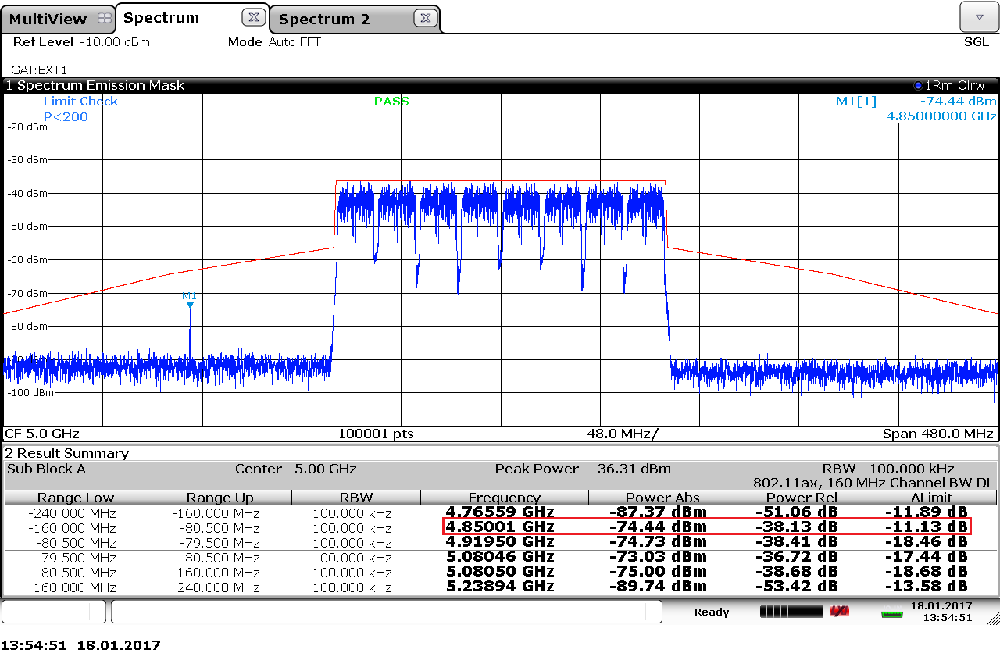 MultiView Spectrum Spectrum 2
Ref Level -10.00 dBm Mode Auto FFT SGL
GAT:EXT1
1 Spectrum Emission Mask 1Rm Clrw
Limit Check PASS M1[1] -74.44 dBm
P<200 4.85000000 GHz
-20 dBm
-30 dBm
-40 dBm
-50 dBm
-60 dBm
-70 dBm
M1
-80 dBm
-100 dBm
CF 5.0 GHz 100001 pts 48.0 MHz/ Span 480.0 MHz
2 Result Summary
Sub Block A Center 5.00 GHz Peak Power -36.31 dBm RBW 100.000 kHz
802.11ax, 160 MHz Channel BW DL
Range Low Range Up RBW Frequency Power Abs Power Rel ΔLimit
-240.000 MHz -160.000 MHz 100.000 kHz 4.76559 GHz -87.37 dBm -51.06 dB -11.89 dB
-160.000 MHz -80.500 MHz 100.000 kHz 4.85001 GHz -74.44 dBm -38.13 dB -11.13 dB
-80.500 MHz -79.500 MHz 100.000 kHz 4.91950 GHz -74.73 dBm -38.41 dB -18.46 dB
79.500 MHz 80.500 MHz 100.000 kHz 5.08046 GHz -73.03 dBm -36.72 dB -17.44 dB
80.500 MHz 160.000 MHz 100.000 kHz 5.08050 GHz -75.00 dBm -38.68 dB -18.68 dB
160.000 MHz 240.000 MHz 100.000 kHz 5.23894 GHz -89.74 dBm -53.42 dB -13.58 dB
Ready 18.01.2017
13:54:51
13:54:51 18.01.2017